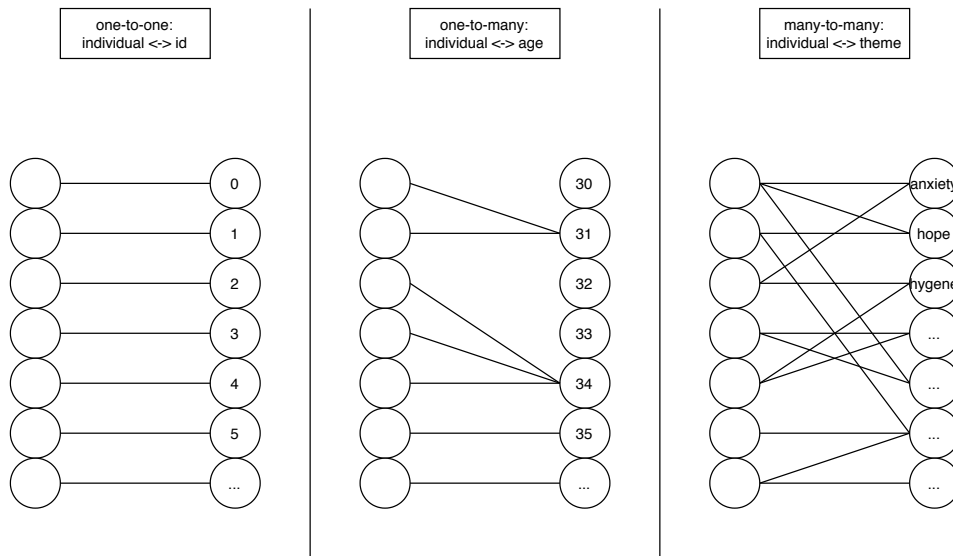 one-to-one:
individual <-> id
0
1
2
3
4
5
...
one-to-many:
individual <-> age
30
31
32
33
34
35
...
many-to-many:
individual <-> theme
anxiety
hope
hygene
...
...
...
...